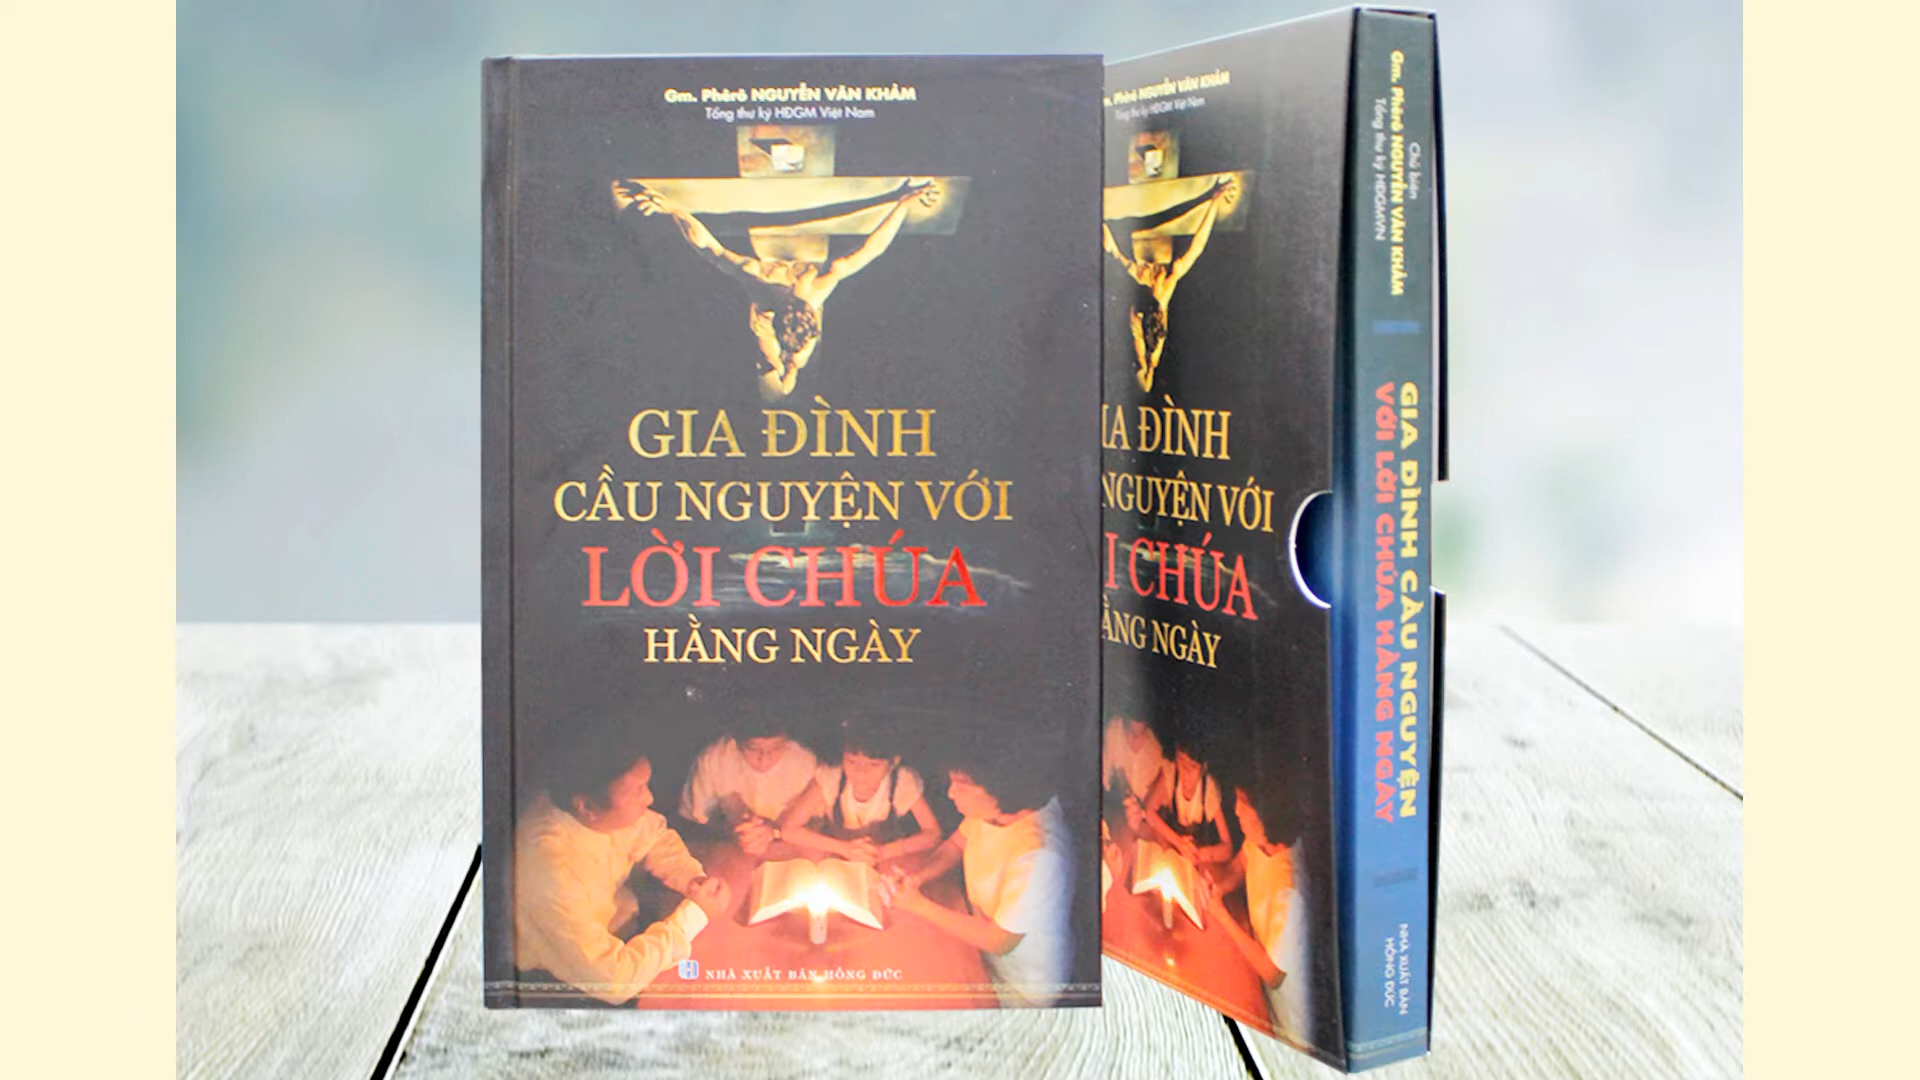 Gm. Phêrô NGUYỄN VĂN KHẢM
Tổng thư ký HĐGM Việt Nam
GIA ĐÌNH
CẦU NGUYỆN VỚI
LỜI CHÚA
HẰNG NGÀY
NHÀ XUẤT BẢN HỒNG ĐỨC
m. Phêrô NGUYỄN VĂN KHẢM
Tổng thư ký HĐGM Việt Nam
IA ĐÌNH
NGUYỆN VỚI
I CHÚA
ẰNG NGÀY
Chủ biên
Gm. Phêrô NGUYỄN VĂN KHẢM
Tổng thư ký HĐGMVN
GIA ĐÌNH CẦU NGUYỆN
VỚI LỜI CHÚA HẰNG NGÀY
NHÀ XUẤT BẢN
HỒNG ĐỨC